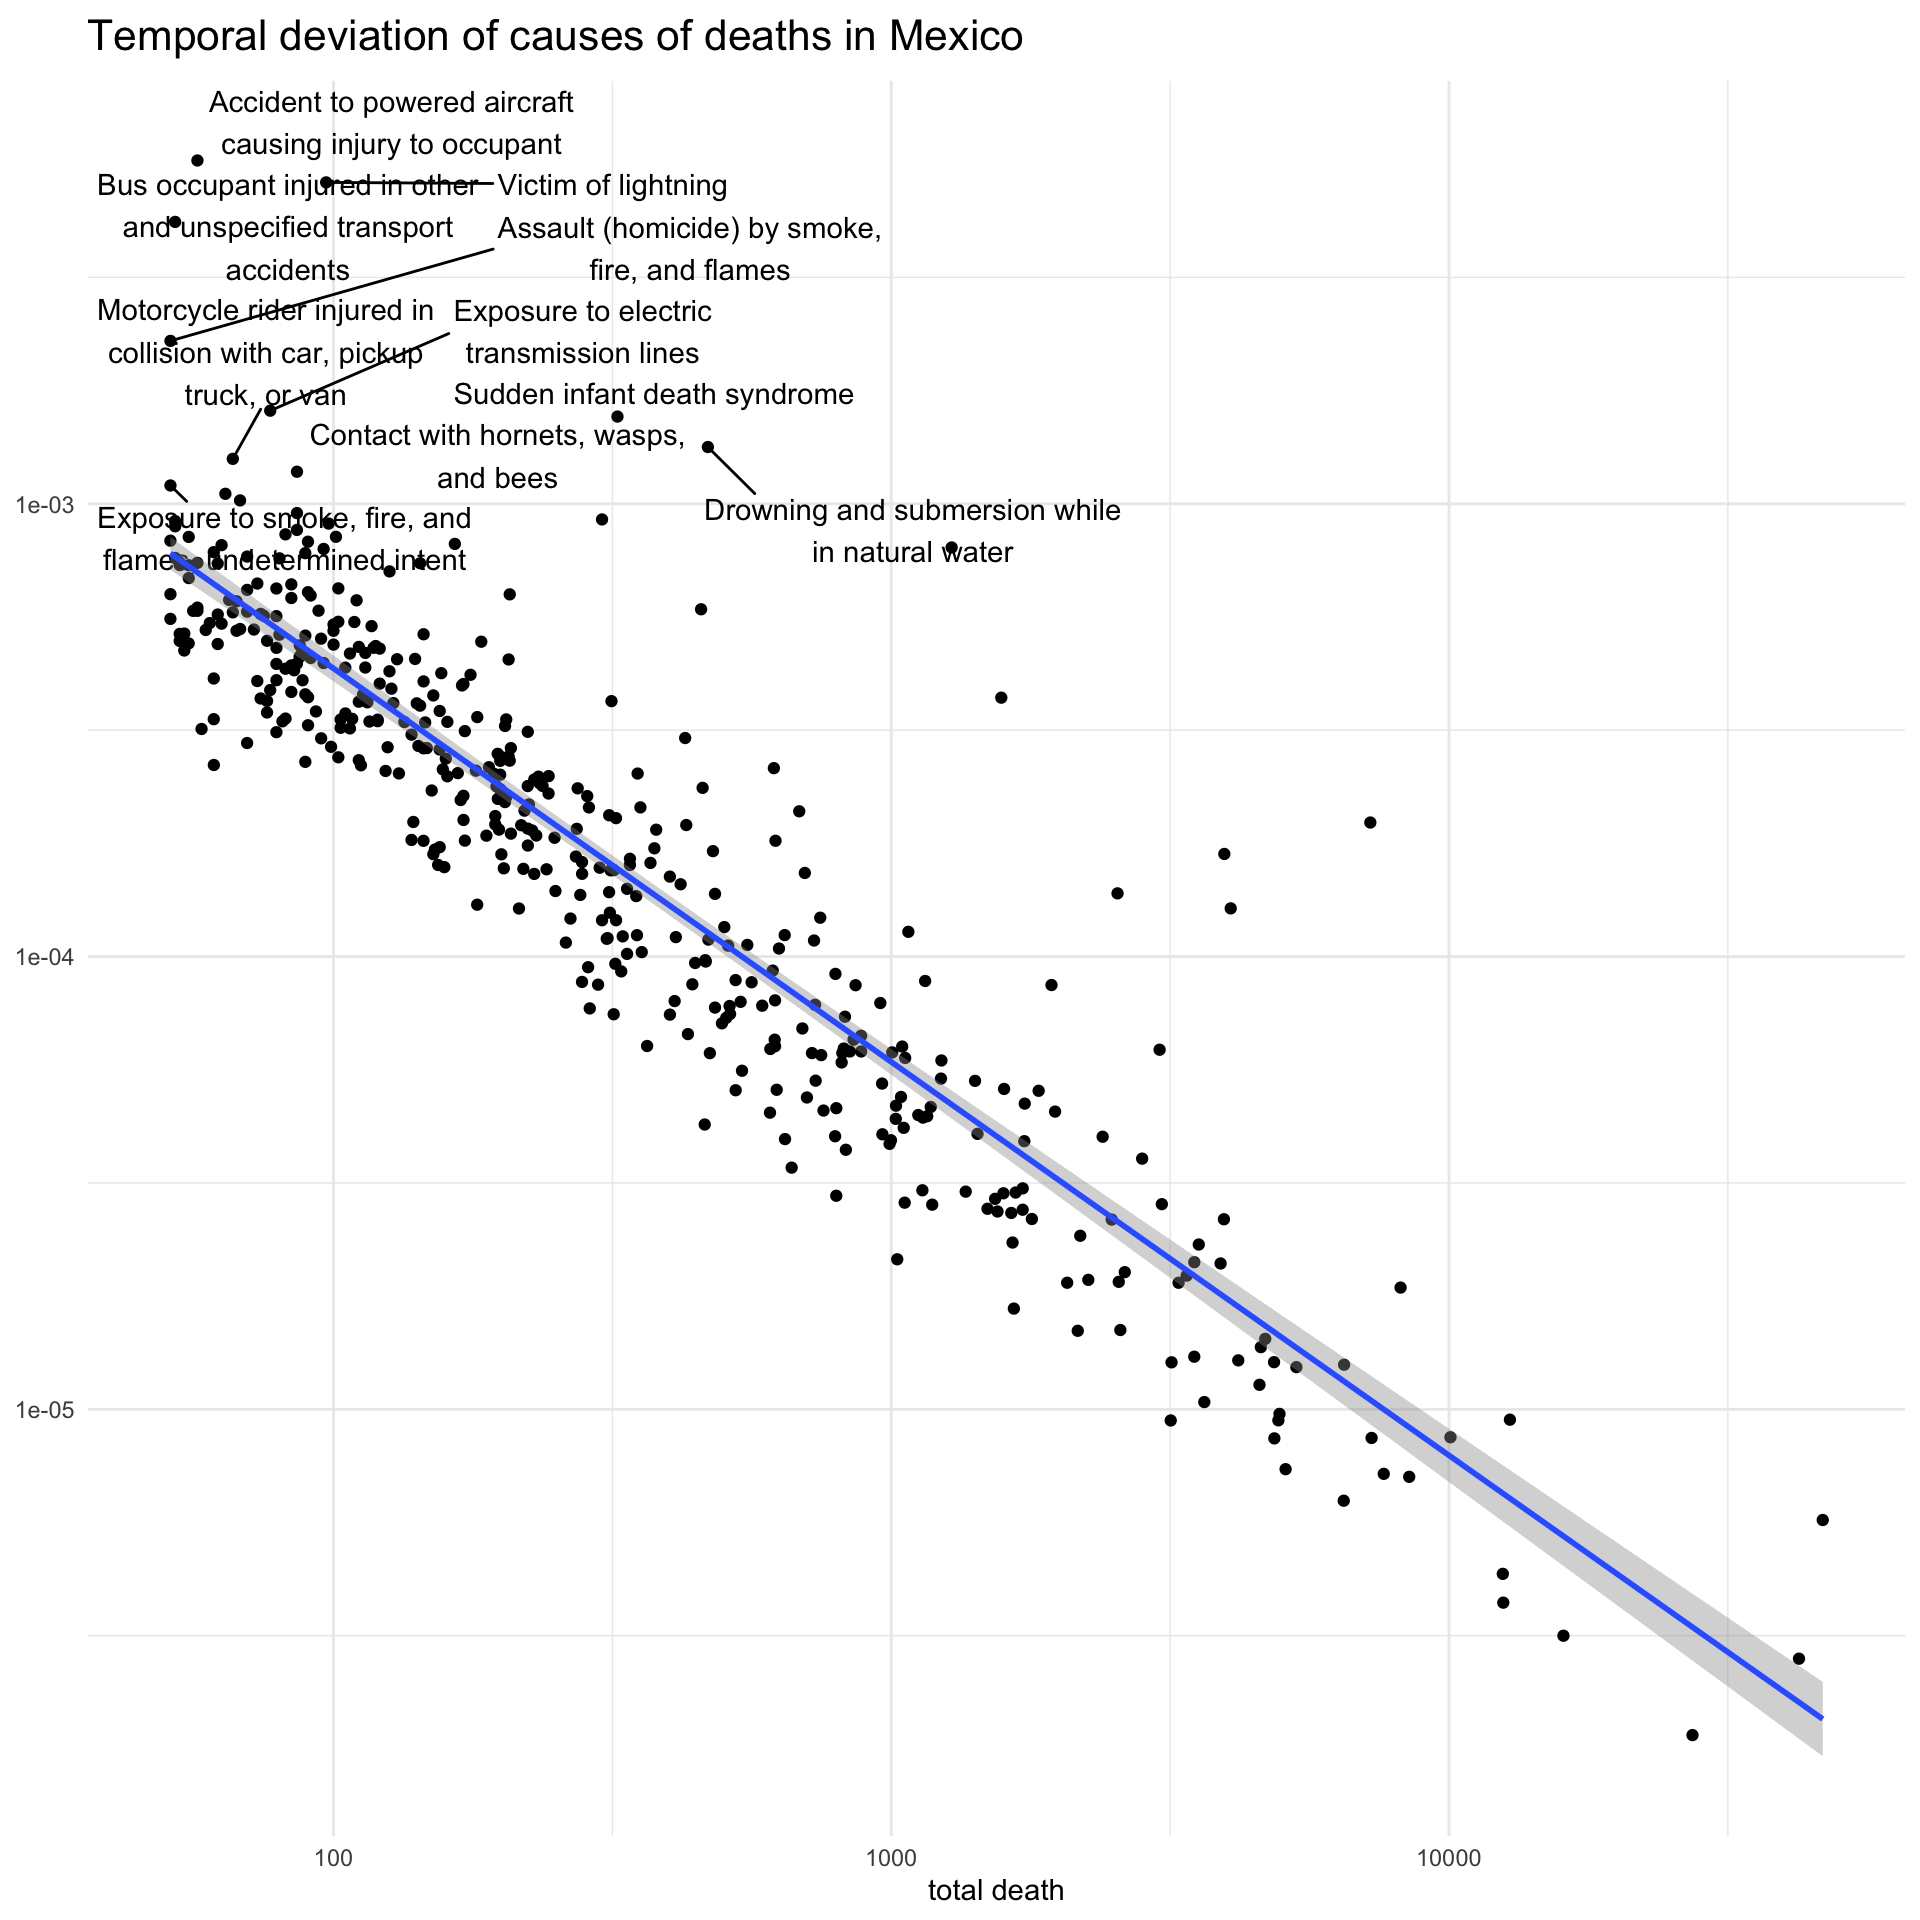 Temporal deviation of causes of deaths in Mexico
Accident to powered aircraft
causing injury to occupant
Bus occupant injured in other
and unspecified transport
accidents
Victim of lightning
Assault (homicide) by smoke,
fire, and flames
Motorcycle rider injured in
collision with car, pickup
truck, or van
Exposure to electric
transmission lines
Sudden infant death syndrome
Contact with hornets, wasps,
and bees
Drowning and submersion while
in natural water
Exposure to smoke, fire, and
flames undetermined intent
1e-03
1e-04
1e-05
100
1000
10000
total death